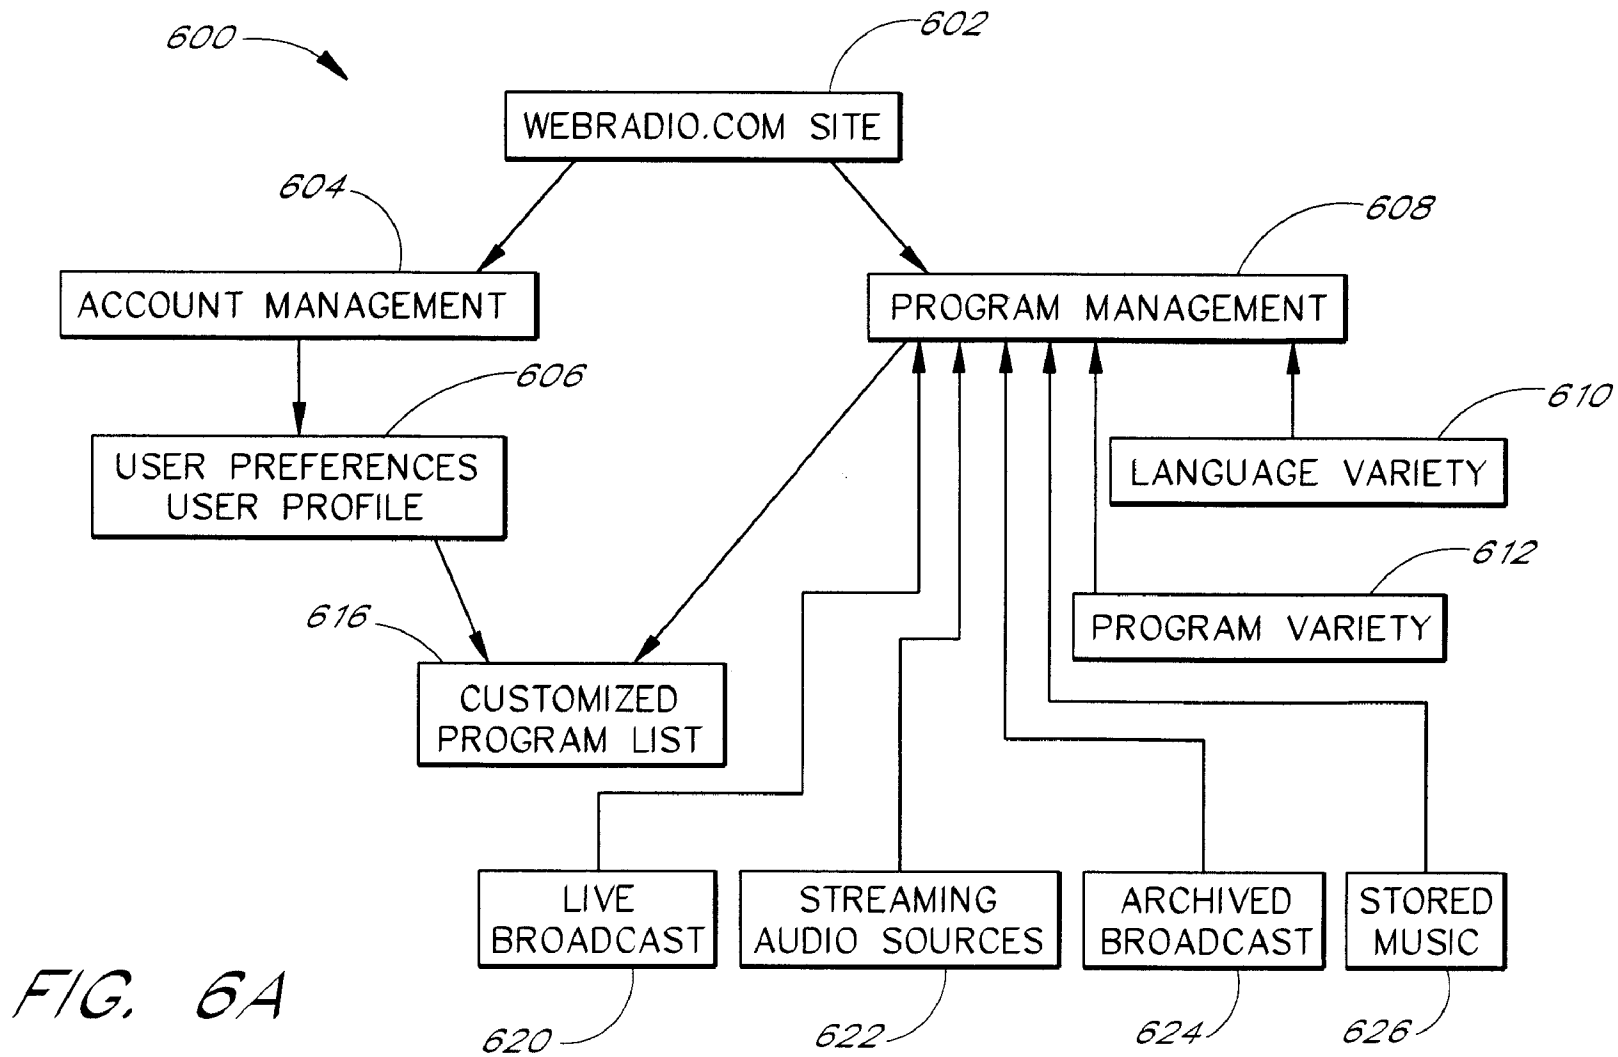 600
602
WEBRADIO.COM SITE
604
608
ACCOUNT MANAGEMENT
PROGRAM MANAGEMENT
606
610
USER PREFERENCES
USER PROFILE
LANGUAGE VARIETY
612
616
PROGRAM VARIETY
CUSTOMIZED
PROGRAM LIST
LIVE
BROADCAST
STREAMING
AUDIO SOURCES
ARCHIVED
BROADCAST
STORED
MUSIC
FIG. 6A
620
622
624
626